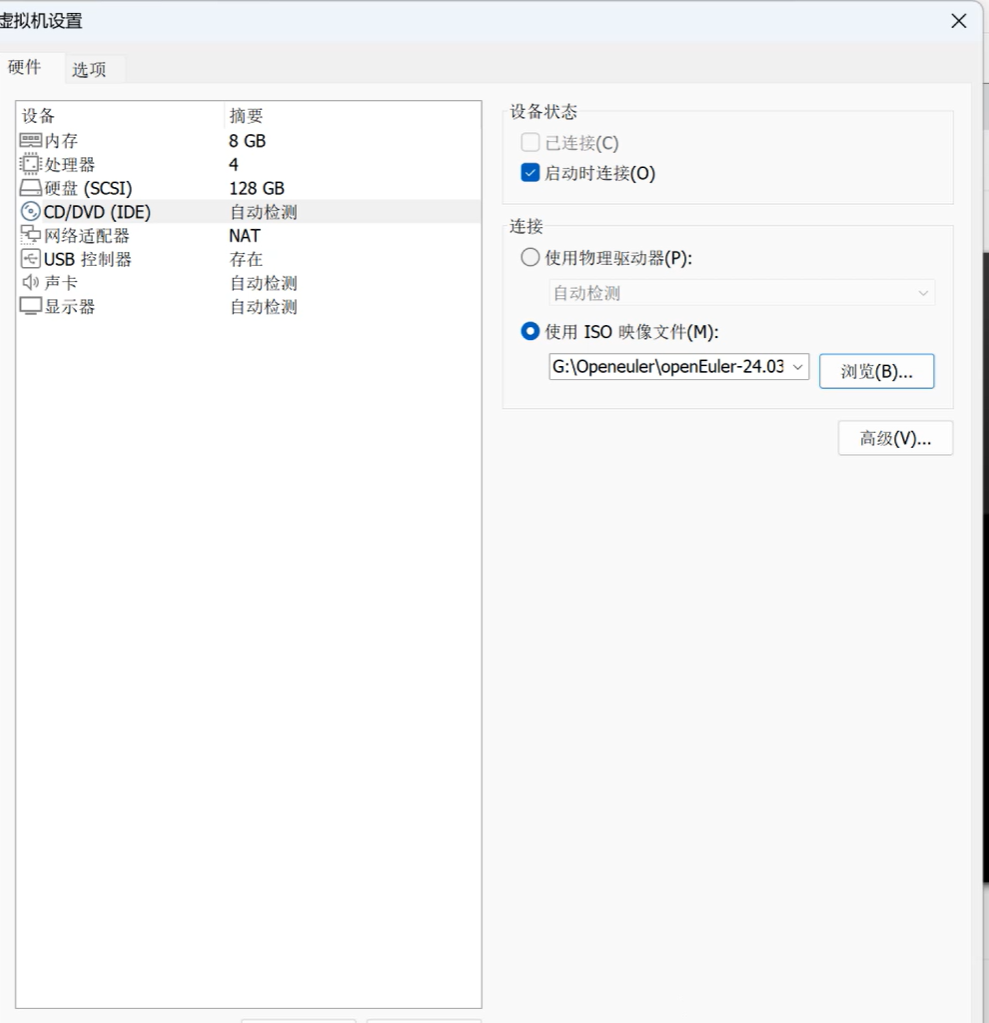 虚拟机设置
硬件
选项
设备 摘要
内存 8 GB
处理器 4
硬盘 (SCSI) 128 GB
CD/DVD (IDE) 自动检测
网络适配器 NAT
USB 控制器 存在
声卡 自动检测
显示器 自动检测
设备状态
已连接(C)
启动时连接(O)
连接
使用物理驱动器(P):
自动检测
使用 ISO 映像文件(M):
G:\Openeuler\openEuler-24.03
浏览(B)...
高级(V)...